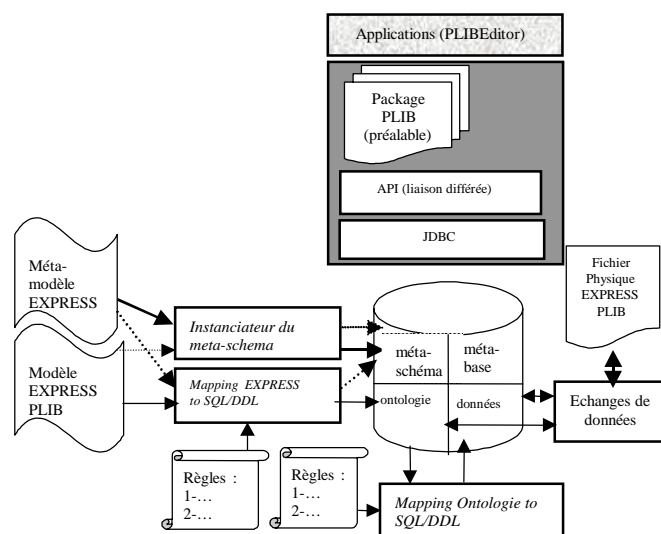 Applications (PLIBEditor)
Package
PLIB
(préalable)
API (liaison différée)
JDBC
Méta-
modèle
EXPRESS
Modèle
EXPRESS
PLIB
Instanciateur du
meta-schema
Mapping EXPRESS
to SQL/DDL
méta-
schéma
méta-
base
ontologie
données
Fichier
Physique
EXPRESS
PLIB
Echanges de
données
Règles :
1-…
2-…
Règles :
1-…
2-…
Mapping Ontologie to
SQL/DDL